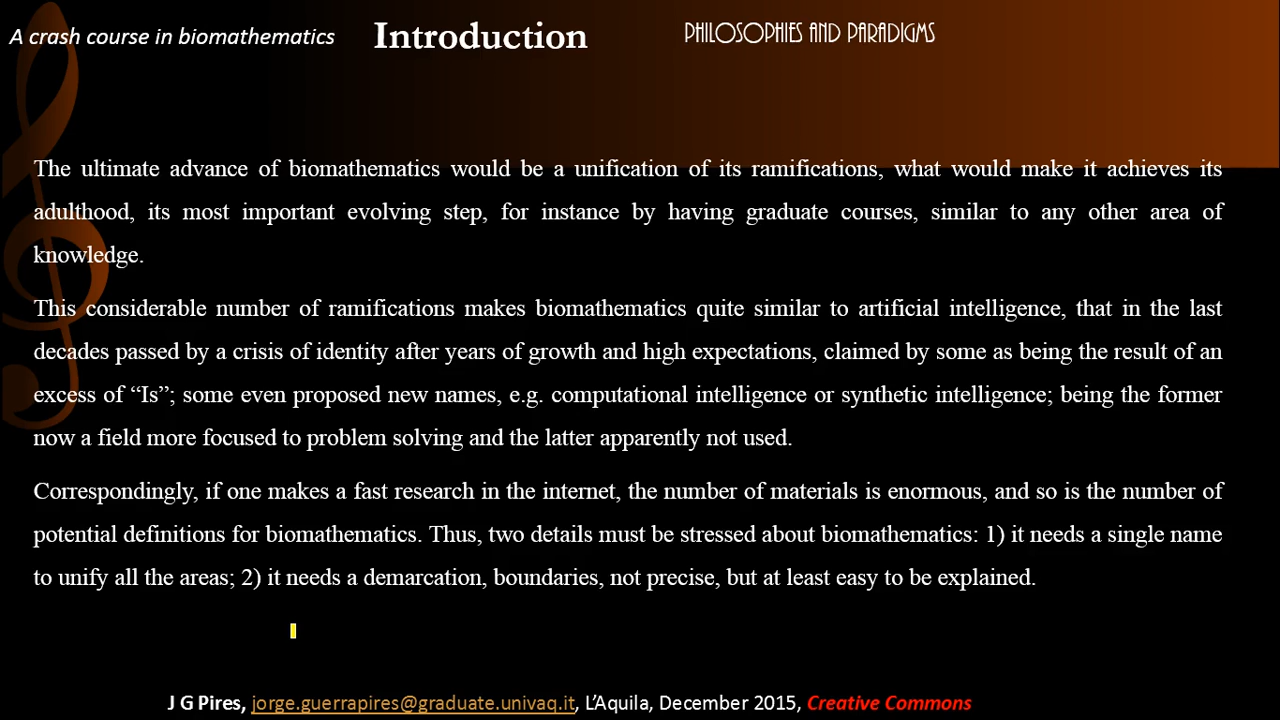 A crash course in biomathematics
Introduction
PHILOSOPHIES AND PARADIGMS
The ultimate advance of biomathematics would be a unification of its ramifications, what would make it achieves its
adulthood, its most important evolving step, for instance by having graduate courses, similar to any other area of
knowledge.
This considerable number of ramifications makes biomathematics quite similar to artificial intelligence, that in the last
decades passed by a crisis of identity after years of growth and high expectations, claimed by some as being the result of an
excess of “Is”; some even proposed new names, e.g. computational intelligence or synthetic intelligence; being the former
now a field more focused to problem solving and the latter apparently not used.
Correspondingly, if one makes a fast research in the internet, the number of materials is enormous, and so is the number of
potential definitions for biomathematics. Thus, two details must be stressed about biomathematics: 1) it needs a single name
to unify all the areas; 2) it needs a demarcation, boundaries, not precise, but at least easy to be explained.
J G Pires, jorge.guerrapires@graduate.univaq.it, L’Aquila, December 2015, Creative Commons